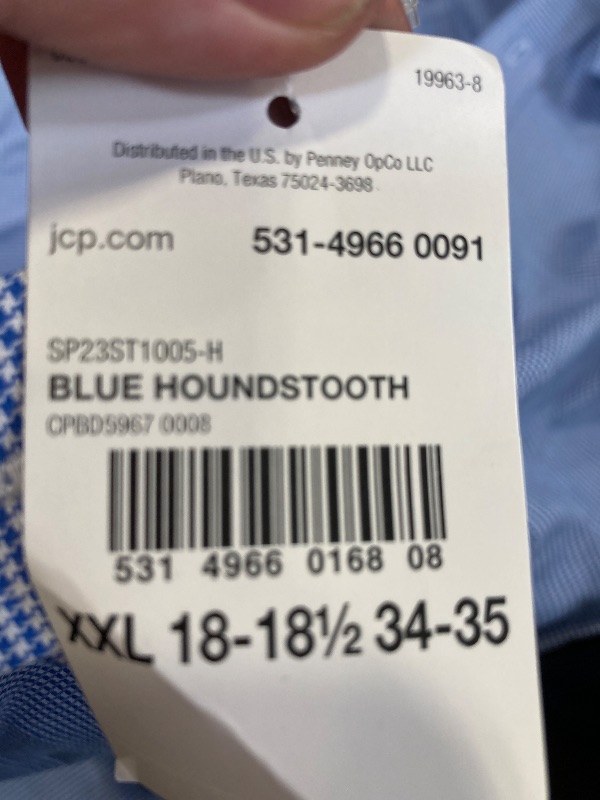 19963-8
Distributed in the U.S. by Penney OpCo LLC
Plano, Texas 75024-3698
jcp.com 531-4966 0091
SP23ST1005-H
BLUE HOUNDSTOOTH
CPBD5967 0008
531 4966 0168 08
XXL 18-18½ 34-35